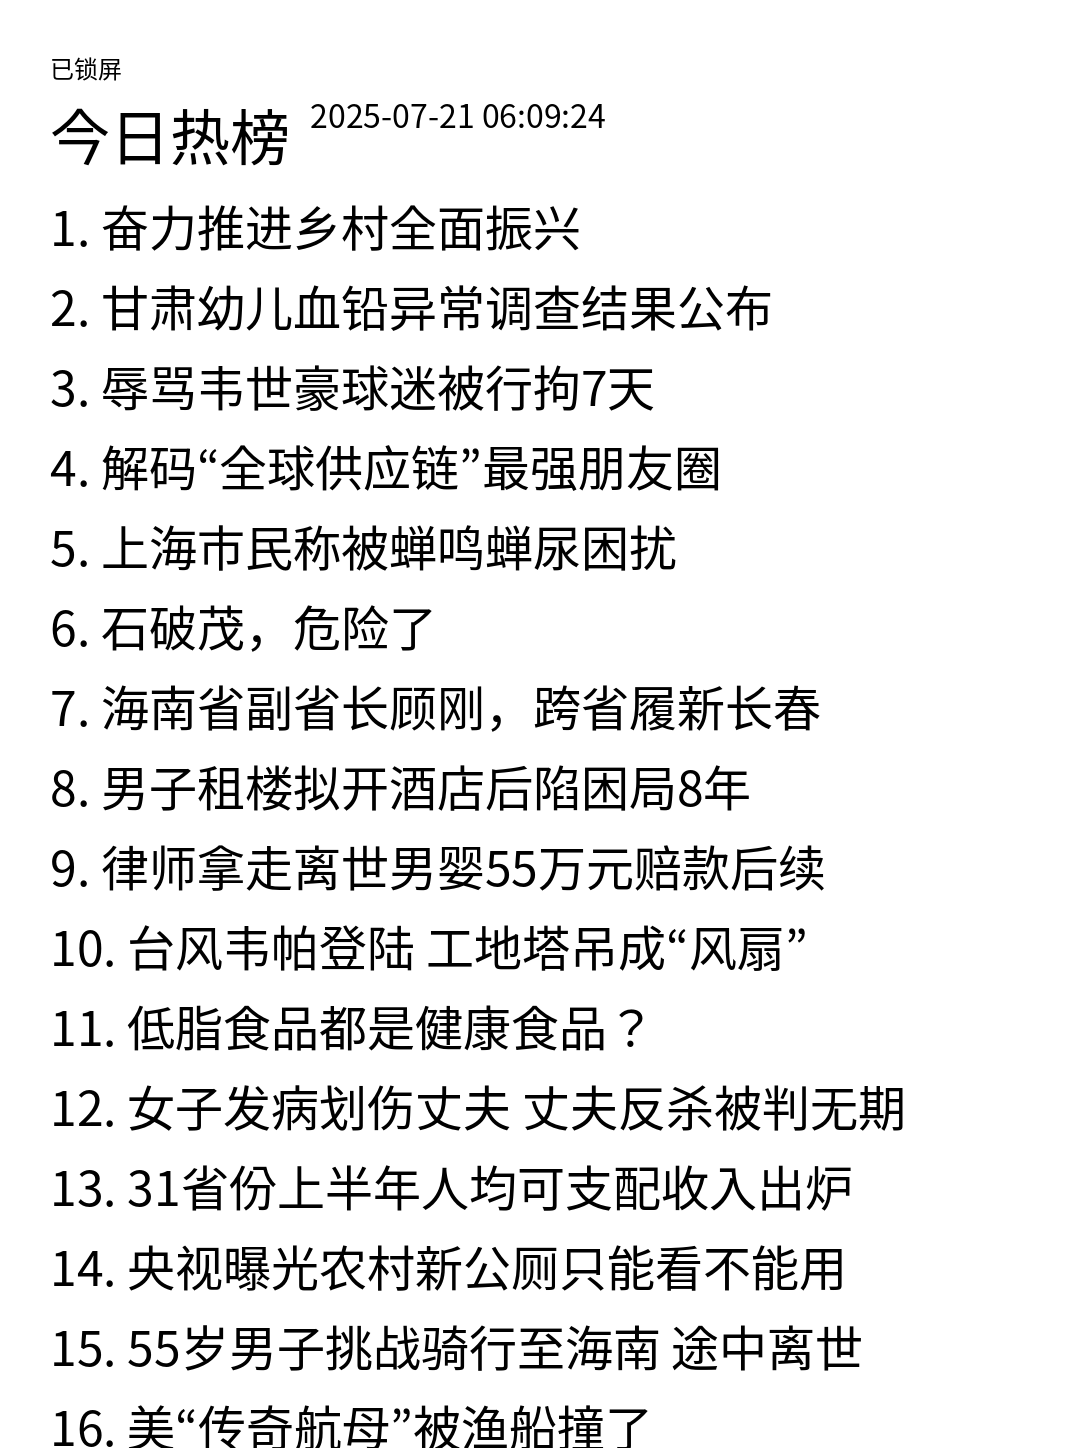 已锁屏
今日热榜 2025-07-21 06:09:24
1. 奋力推进乡村全面振兴
2. 甘肃幼儿血铅异常调查结果公布
3. 辱骂韦世豪球迷被行拘7天
4. 解码“全球供应链”最强朋友圈
5. 上海市民称被蝉鸣蝉尿困扰
6. 石破茂，危险了
7. 海南省副省长顾刚，跨省履新长春
8. 男子租楼拟开酒店后陷困局8年
9. 律师拿走离世男婴55万元赔款后续
10. 台风韦帕登陆 工地塔吊成“风扇”
11. 低脂食品都是健康食品？
12. 女子发病划伤丈夫 丈夫反杀被判无期
13. 31省份上半年人均可支配收入出炉
14. 央视曝光农村新公厕只能看不能用
15. 55岁男子挑战骑行至海南 途中离世
16. 美“传奇航母”被渔船撞了